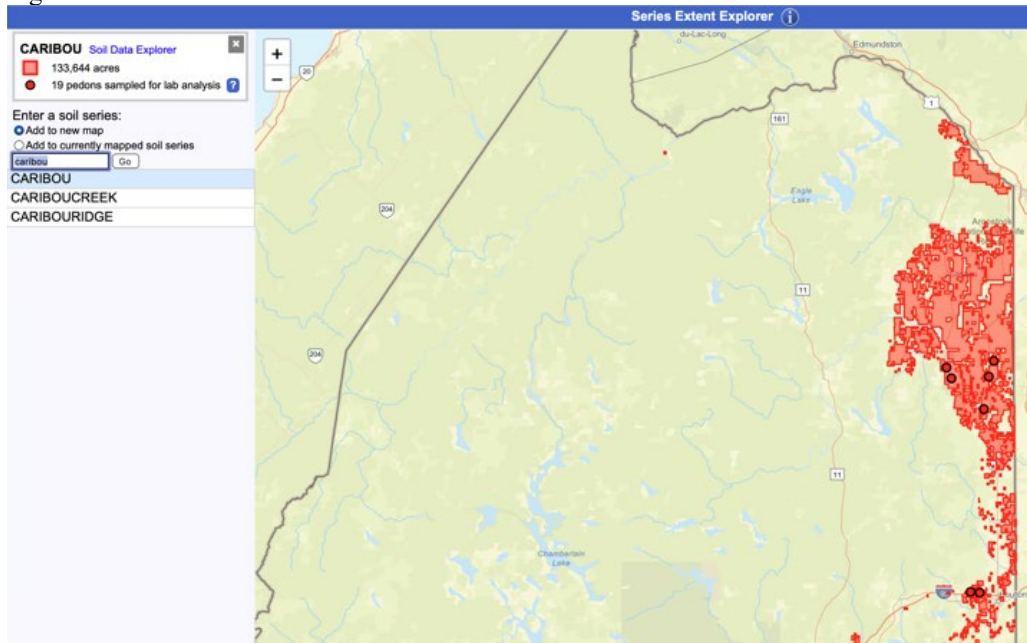 Series Extent Explorer i
CARIBOU Soil Data Explorer x
133,644 acres
19 pedons sampled for lab analysis ?
Enter a soil series:
Add to new map
Add to currently mapped soil series
caribou Go
CARIBOU
CARIBOUCREEK
CARIBOURIDGE
+
−
20
du-Lac-Long
Edmundston
1
161
Eagle
Lake
204
11
204
11
Chamberlain
Lake